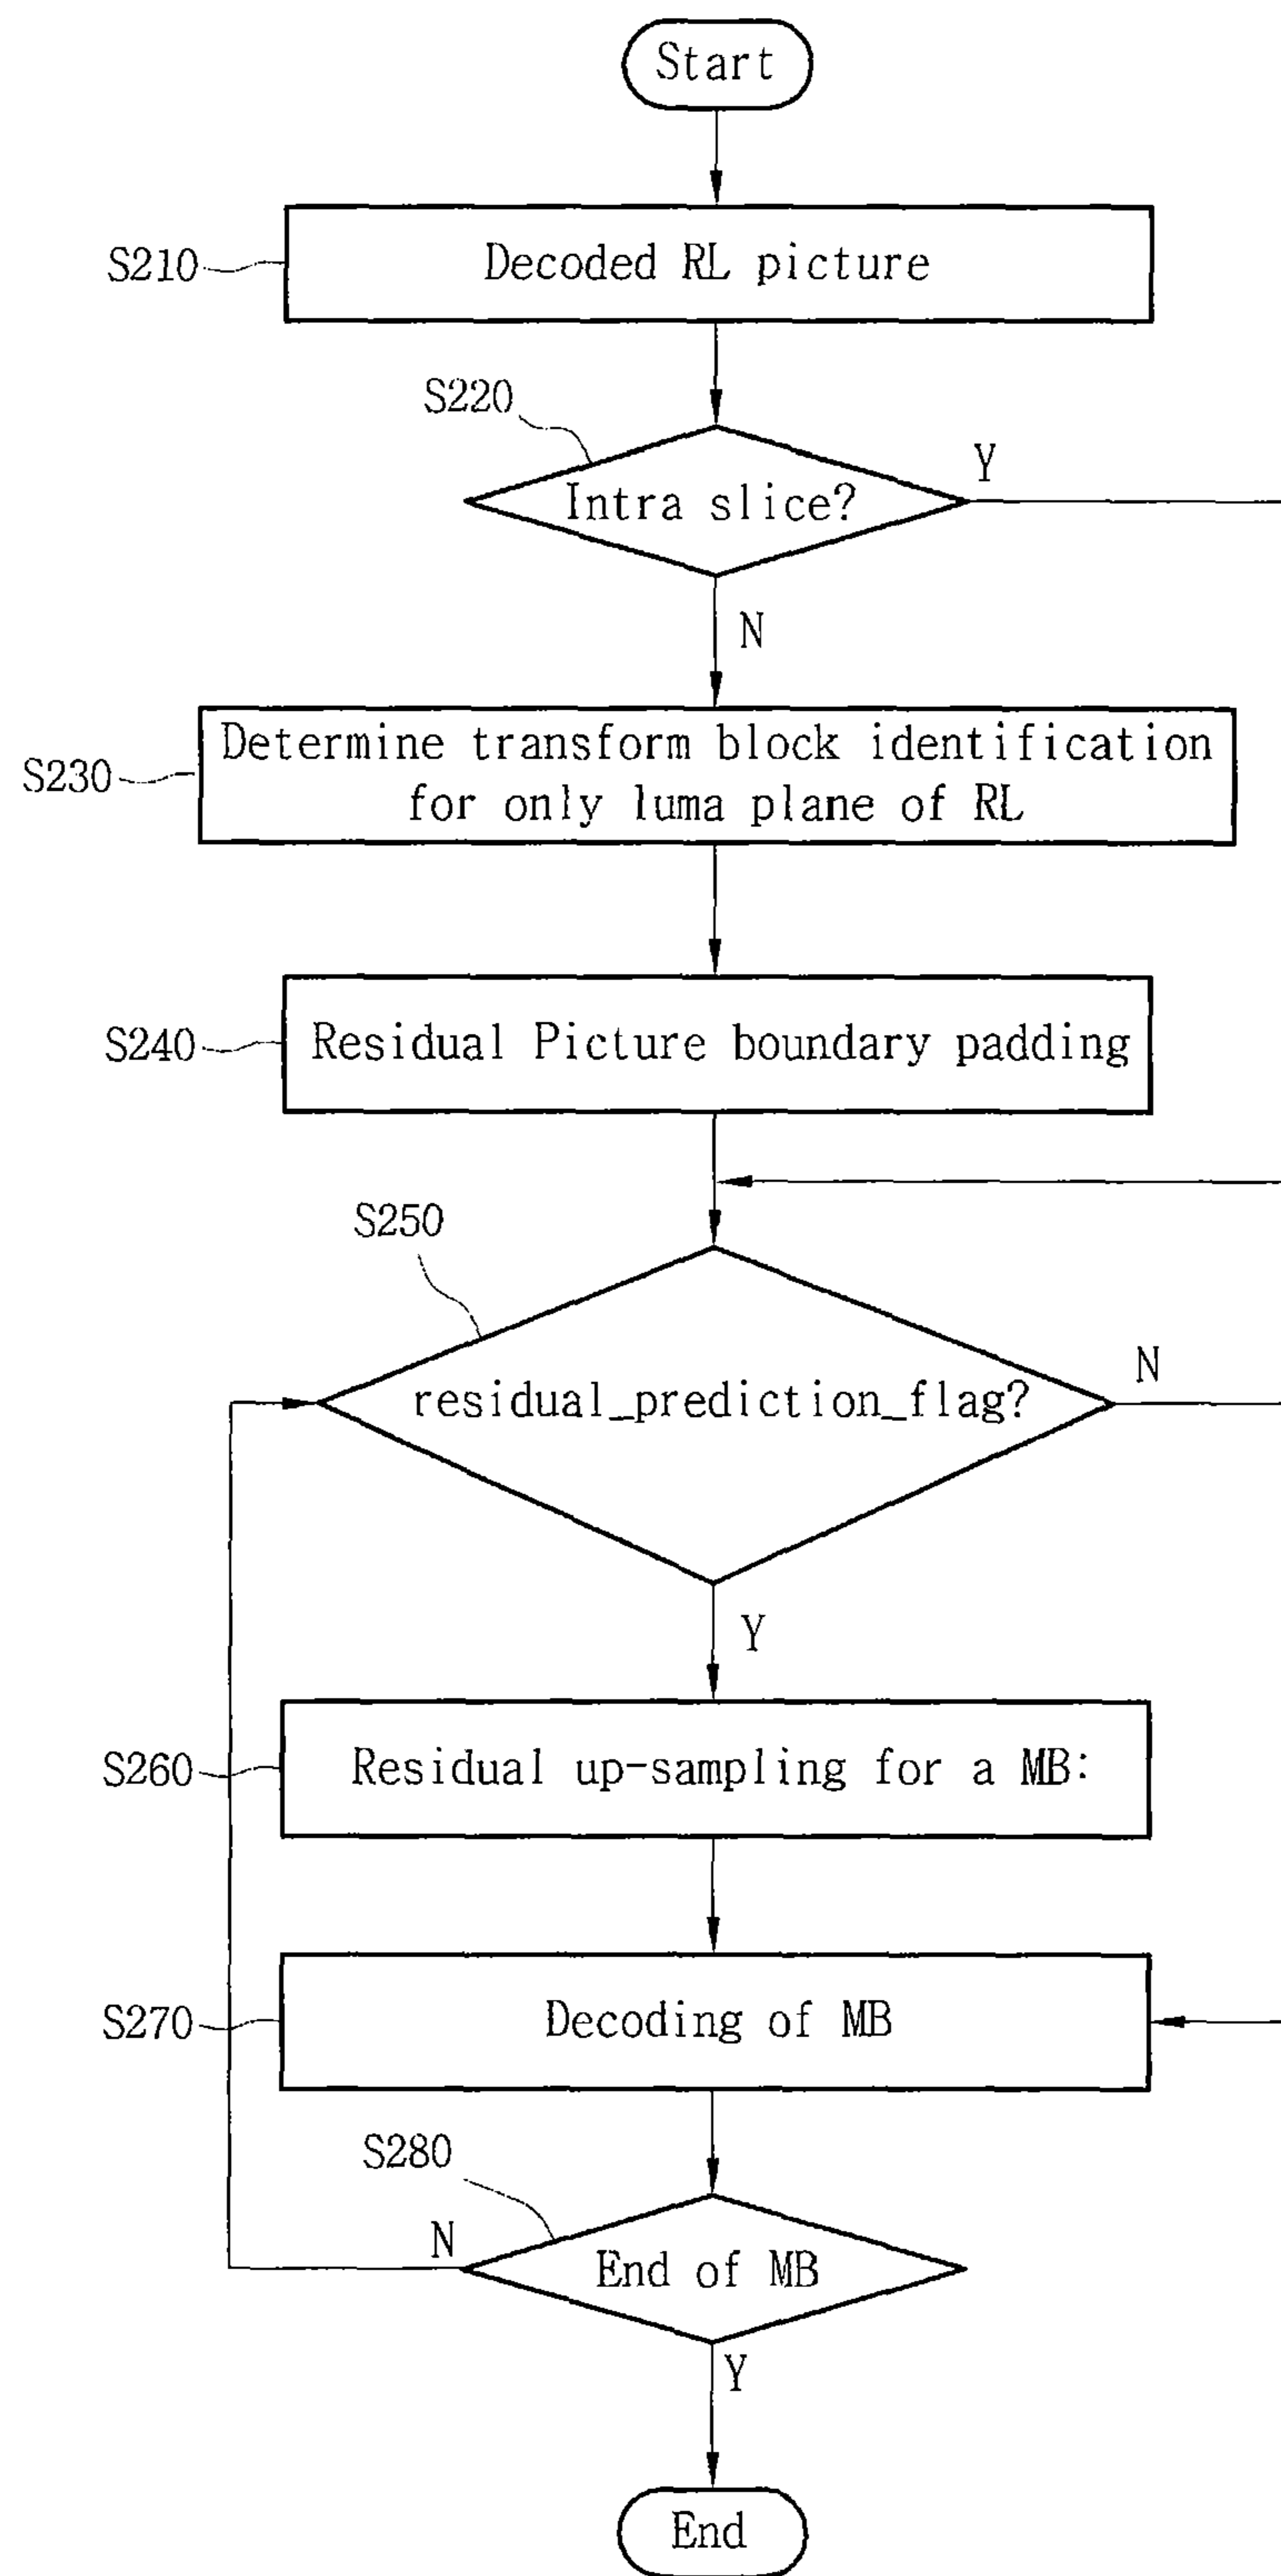 Start
S210
Decoded RL picture
S220
Intra slice?
Y
N
S230
Determine transform block identification
for only luma plane of RL
S240
Residual Picture boundary padding
S250
residual_prediction_flag?
N
Y
S260
Residual up-sampling for a MB:
S270
Decoding of MB
S280
N
End of MB
Y
End